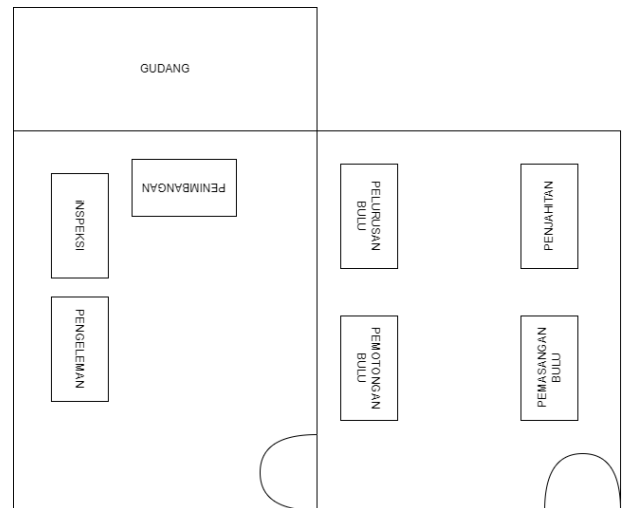 GUDANG
PENIMBANGAN
INSPEKSI
PENGELEMAN
PELURUSAN
BULU
PENJAHITAN
PEMOTONGAN
BULU
PEMASANGAN
BULU